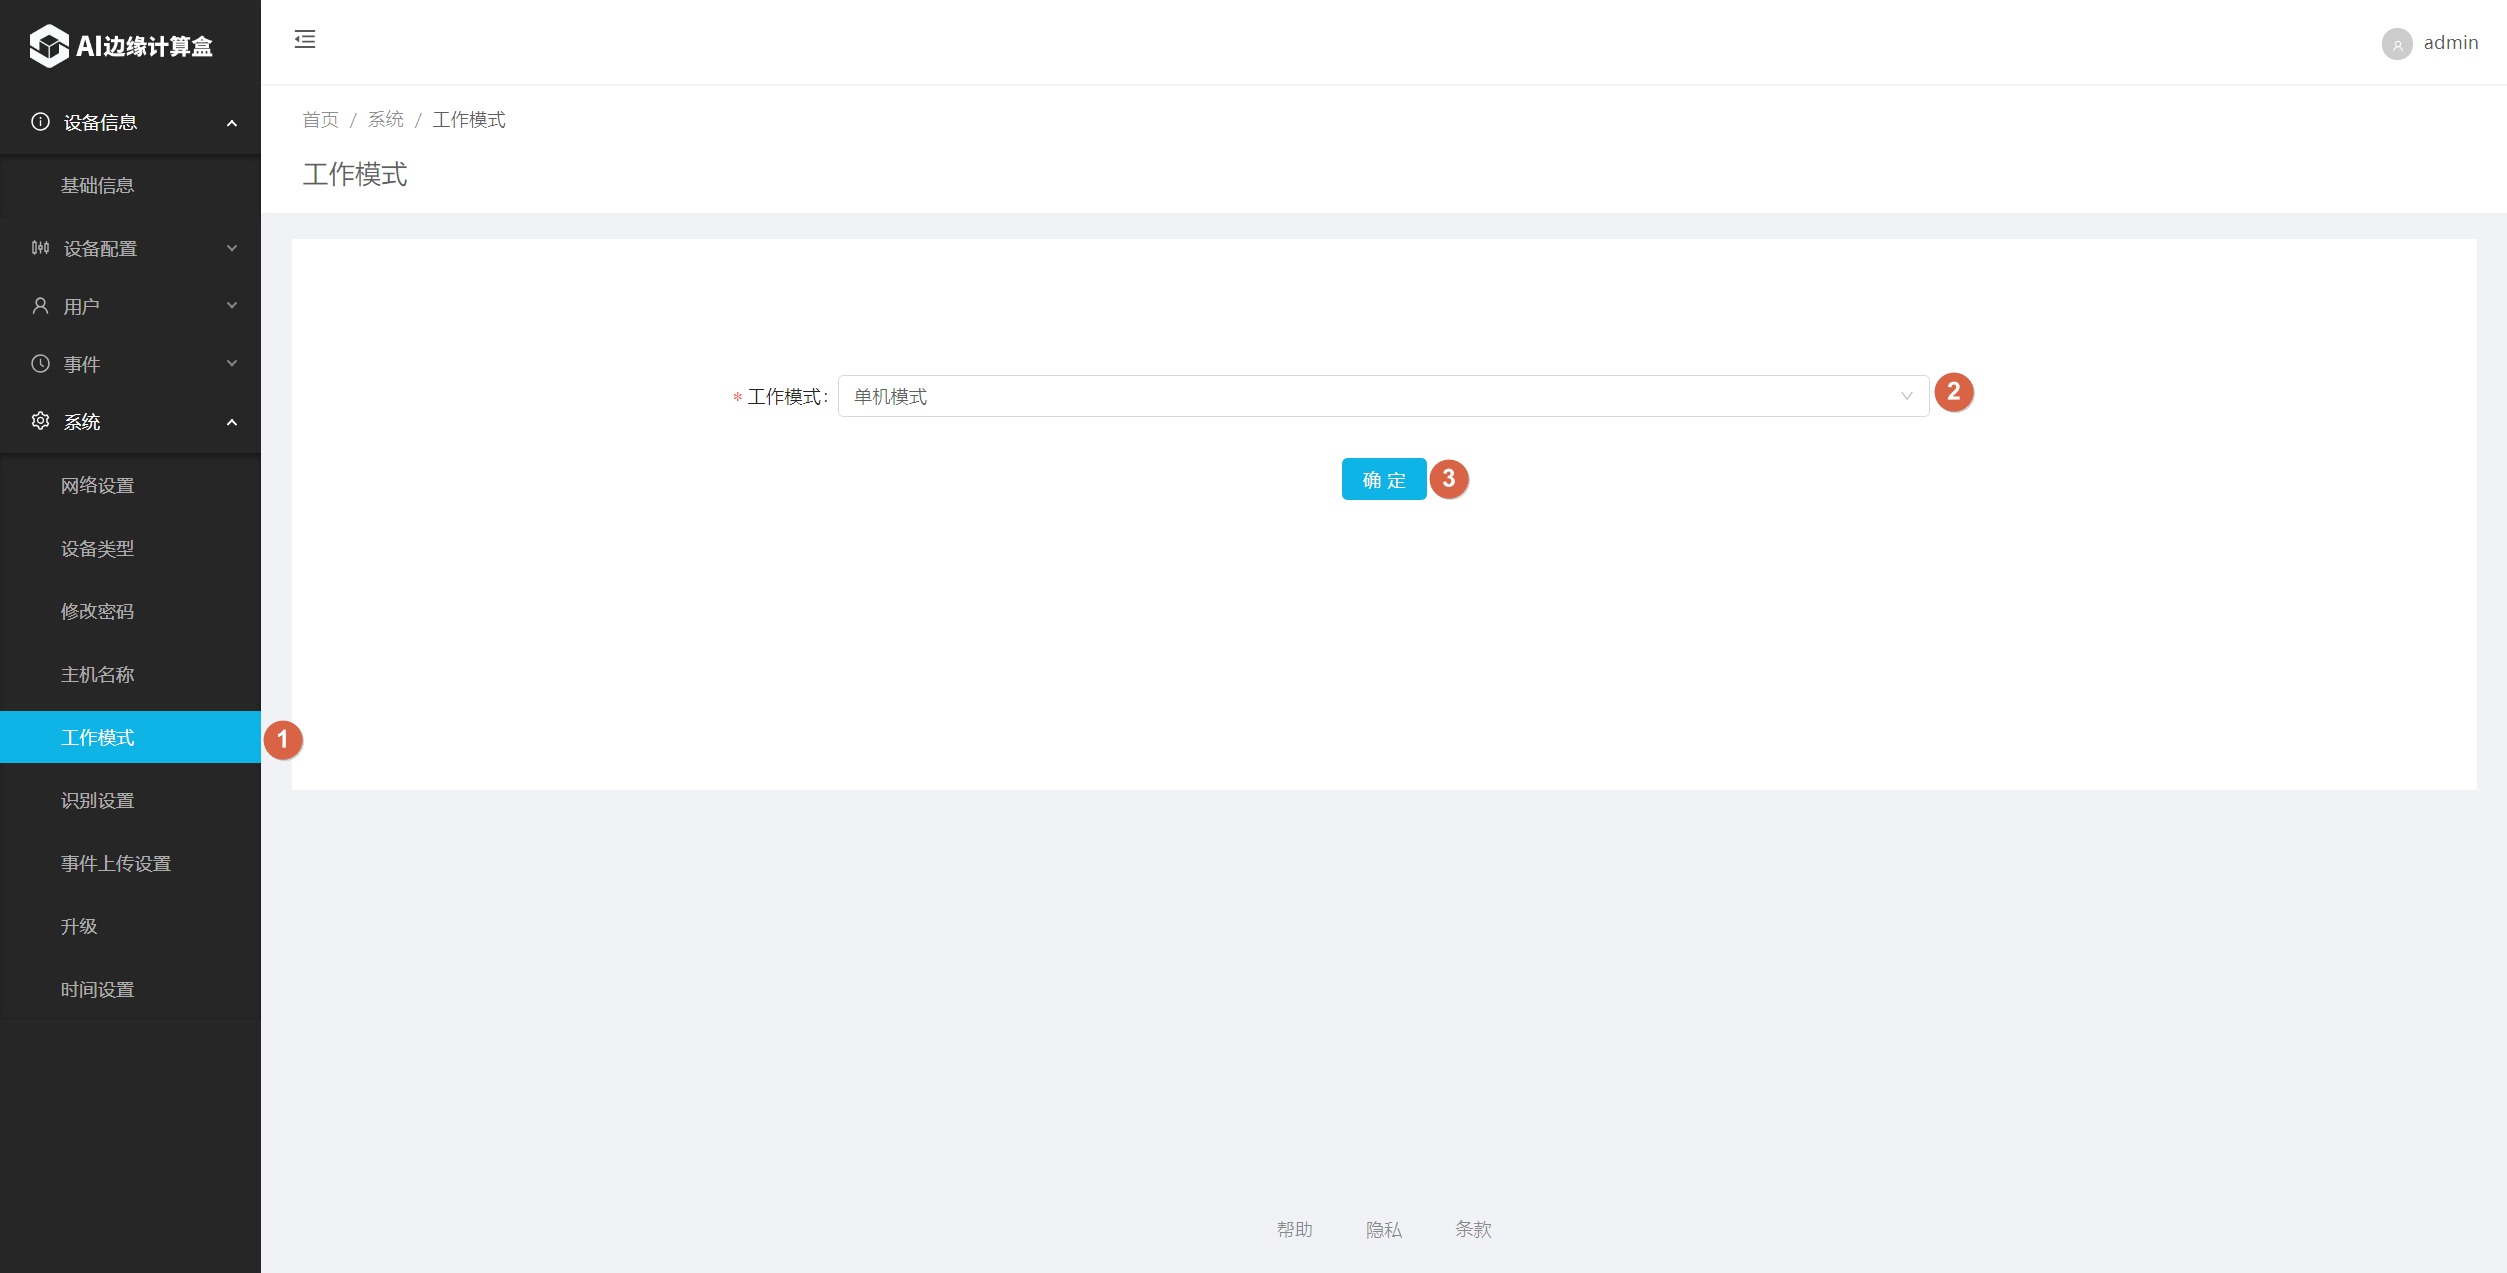 AI边缘计算盒
admin
设备信息
基础信息
设备配置
用户
事件
系统
网络设置
设备类型
修改密码
主机名称
工作模式
1
识别设置
事件上传设置
升级
时间设置
首页 / 系统 / 工作模式
工作模式
* 工作模式: 单机模式 2
确 定 3
帮助 隐私 条款